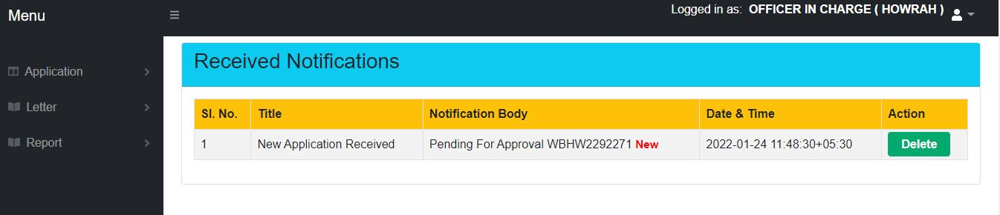 Menu
Logged in as: OFFICER IN CHARGE ( HOWRAH )
Application
Letter
Report
Received Notifications
Sl. No. Title Notification Body Date & Time Action
1 New Application Received Pending For Approval WBHW2292271 New 2022-01-24 11:48:30+05:30 Delete